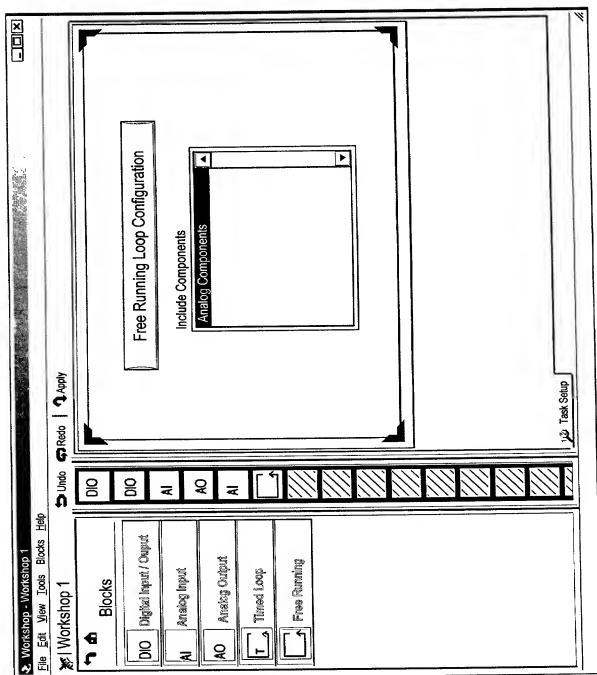 Workshop - Workshop 1
File Edit View Tools Blocks Help
Workshop 1
Undo Redo Apply
Blocks
DIO Digital Input / Ouput
AI Analog Input
AO Analog Output
T Timed Loop
Free Running
DIO
DIO
AI
AO
AI
Free Running Loop Configuration
Include Components
Analog Components
Task Setup